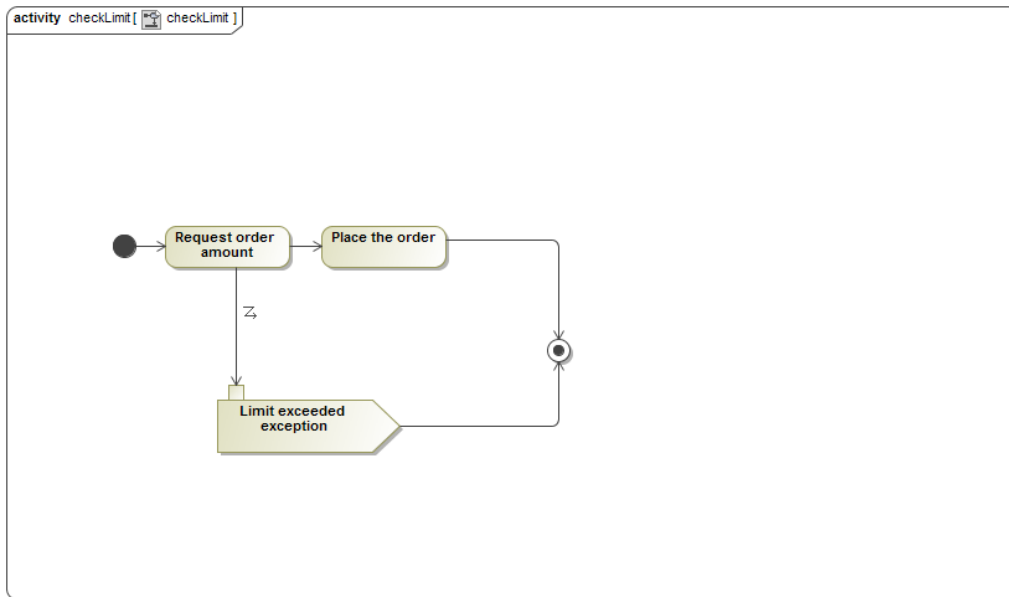 activity checkLimit [ checkLimit ]
Request order
amount
Place the order
Limit exceeded
exception